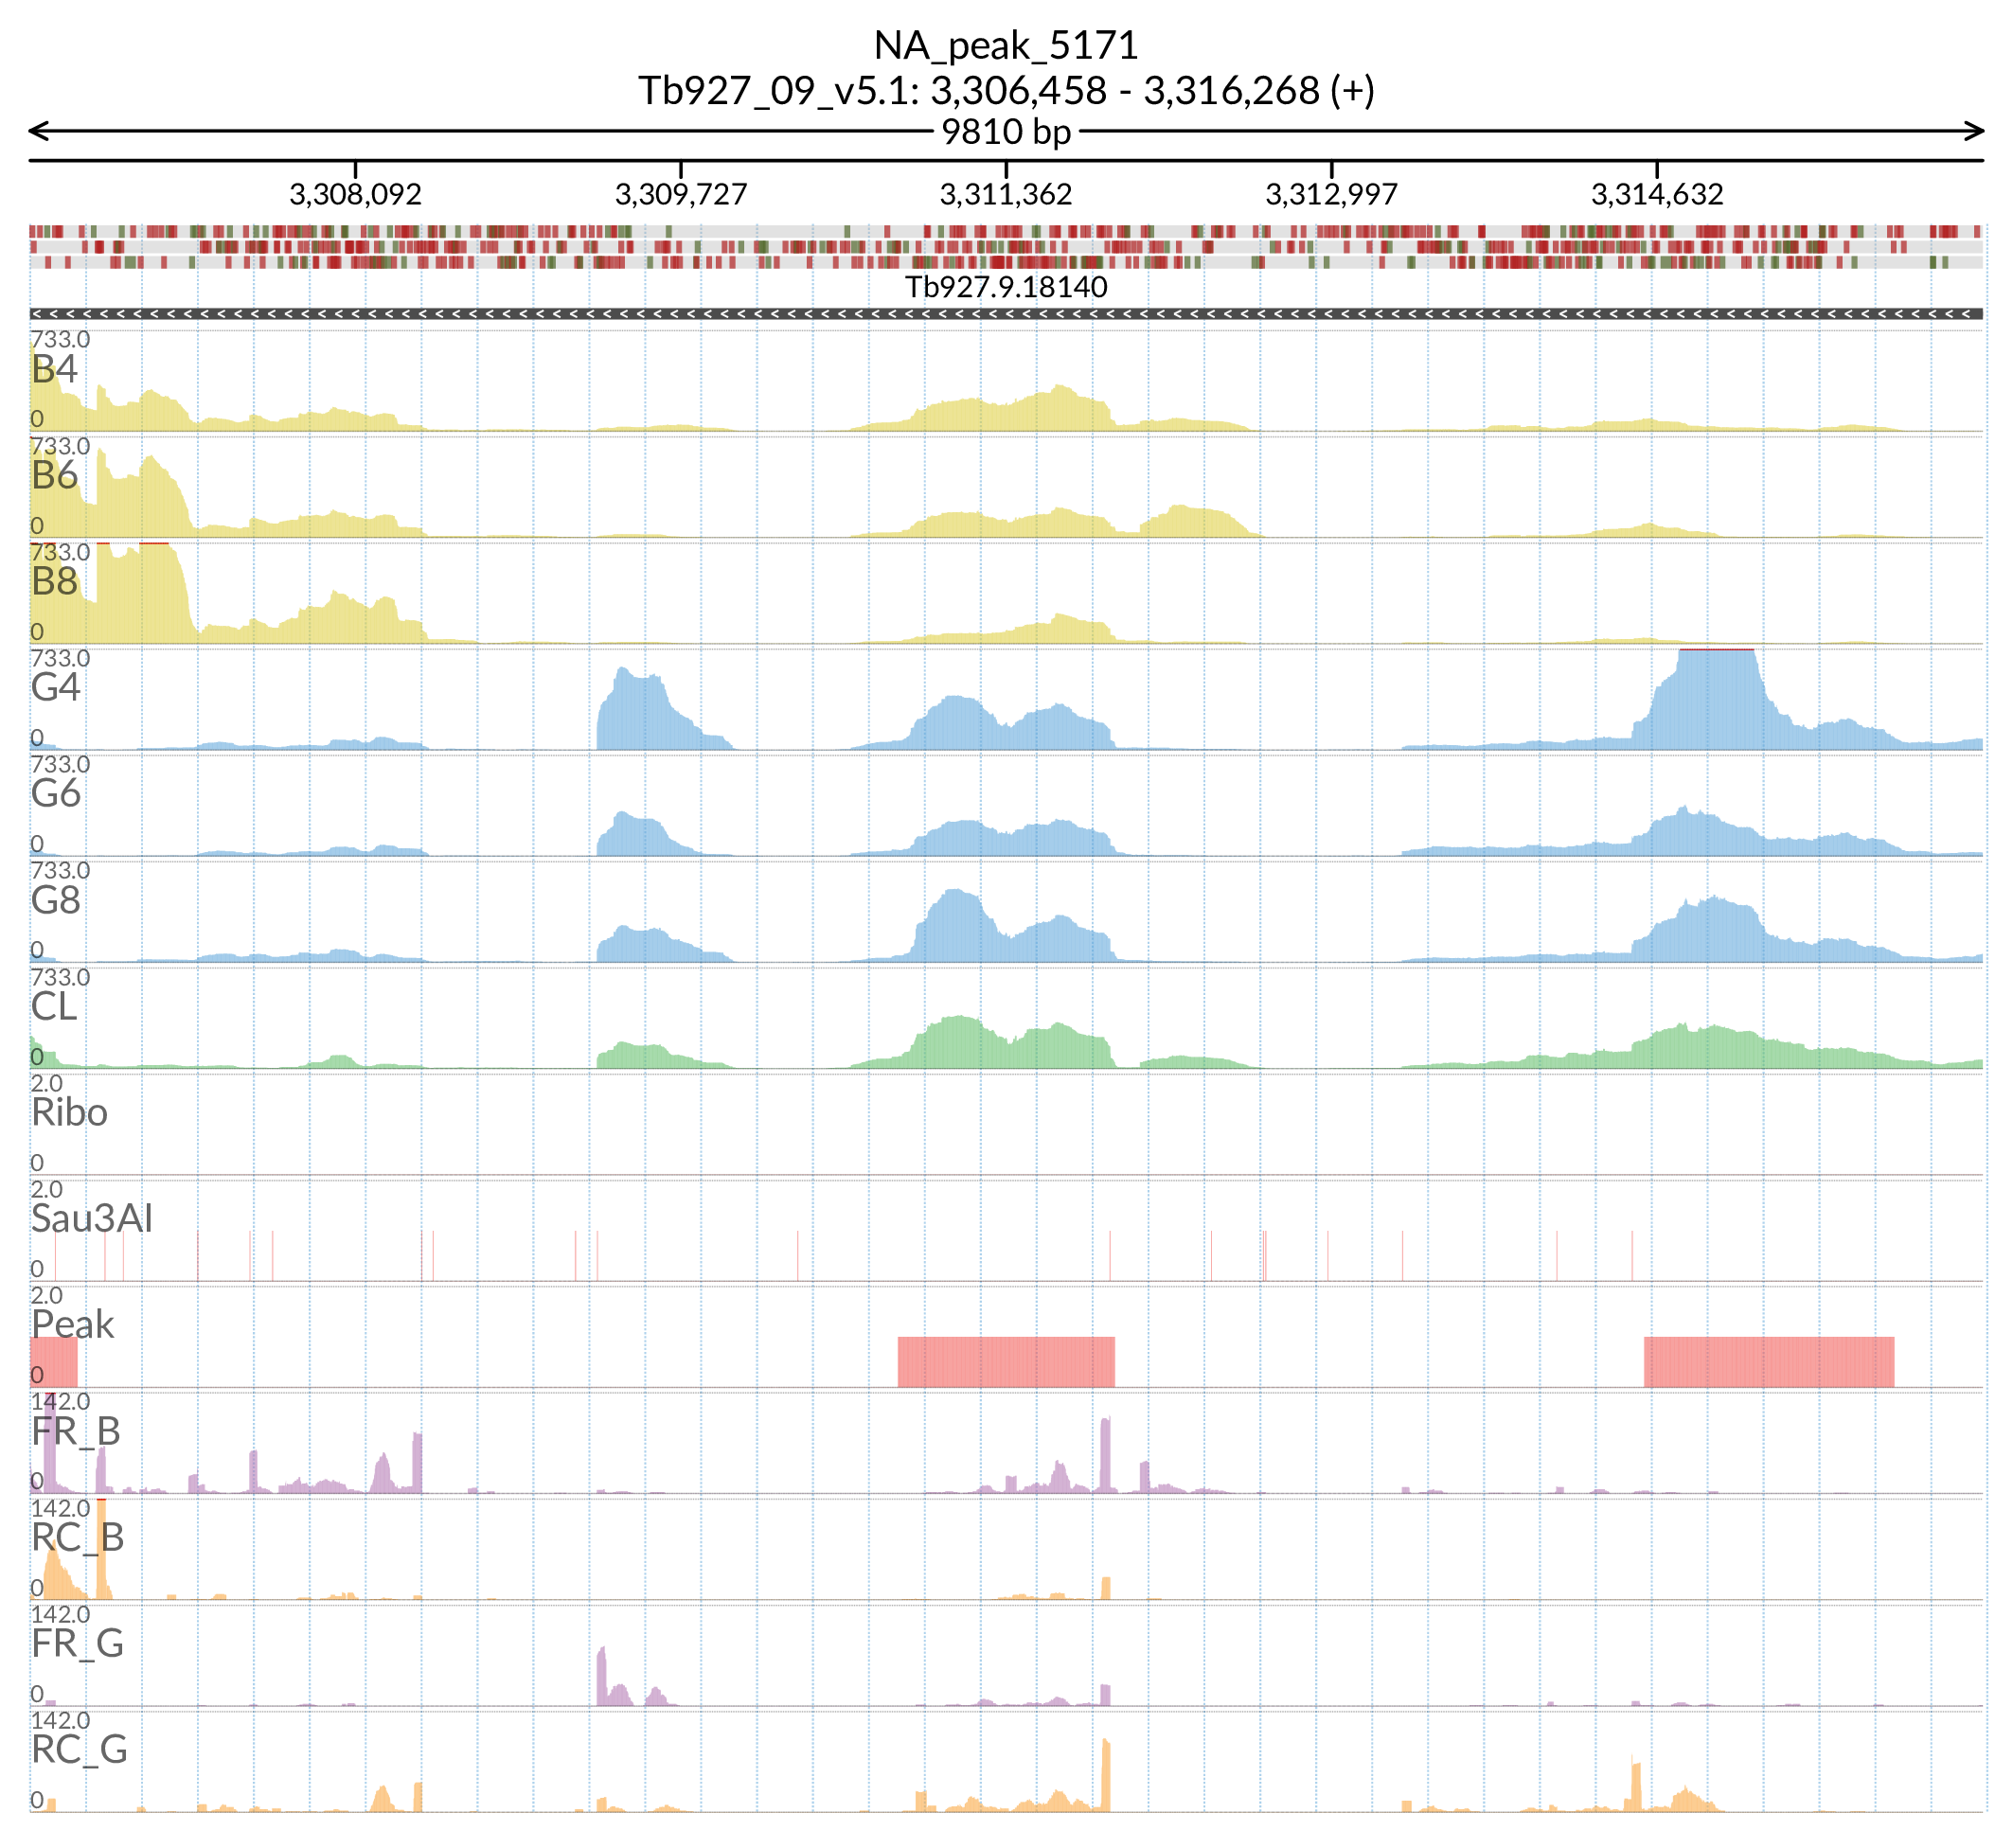 NA_peak_5171
Tb927_09_v5.1: 3,306,458 - 3,316,268 (+)
9810 bp
3,308,092 3,309,727 3,311,362 3,312,997 3,314,632
Tb927.9.18140
733.0
B4
0
733.0
B6
0
733.0
B8
0
733.0
G4
0
733.0
G6
0
733.0
G8
0
733.0
CL
0
2.0
Ribo
0
2.0
Sau3AI
0
2.0
Peak
0
142.0
FR_B
0
142.0
RC_B
0
142.0
FR_G
0
142.0
RC_G
0